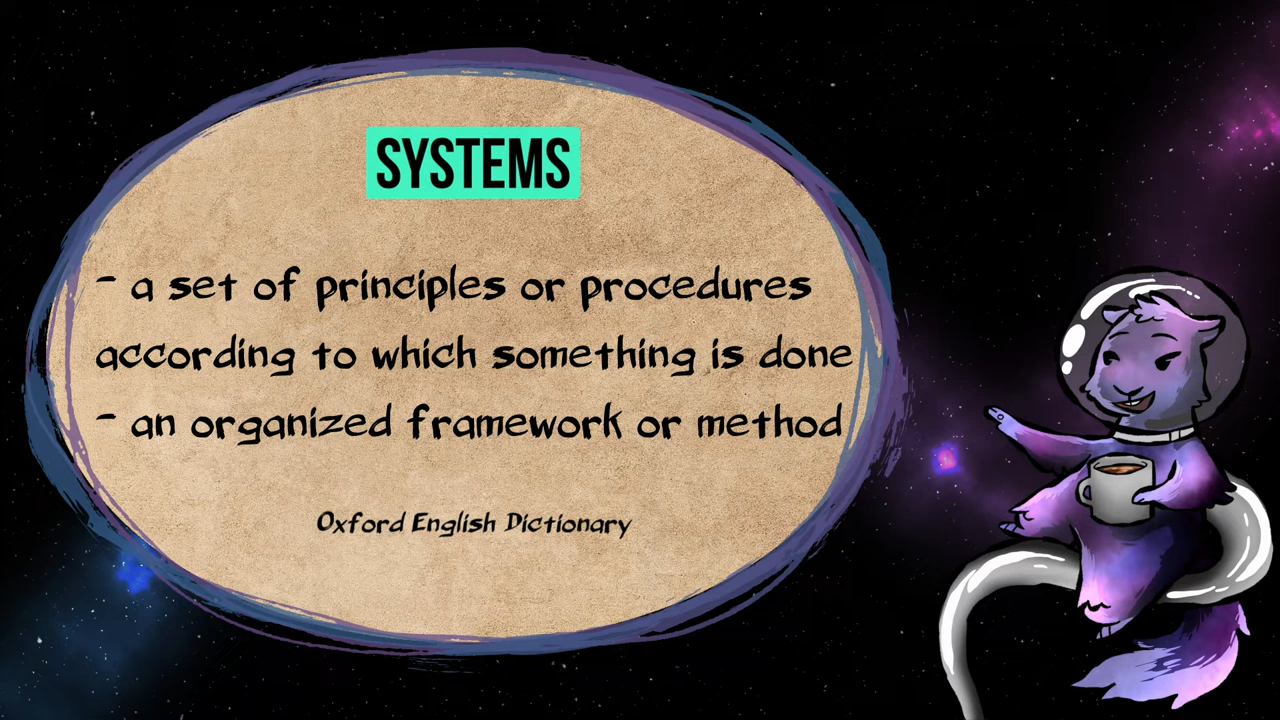 SYSTEMS
- a set of principles or procedures
according to which something is done
- an organized framework or method
Oxford English Dictionary